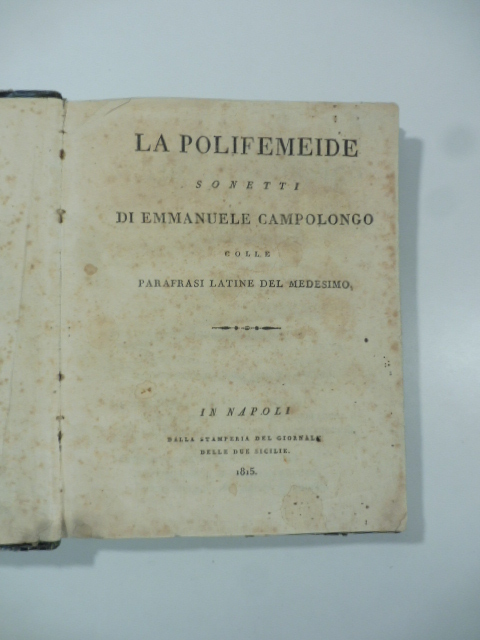 LA POLIFEMEIDE
SONETTI
DI EMMANUELE CAMPOLONGO
COLLE
PARAFRASI LATINE DEL MEDESIMO.
IN NAPOLI
DALLA STAMPERIA DEL GIORNALE
DELLE DUE SICILIE.
1815.